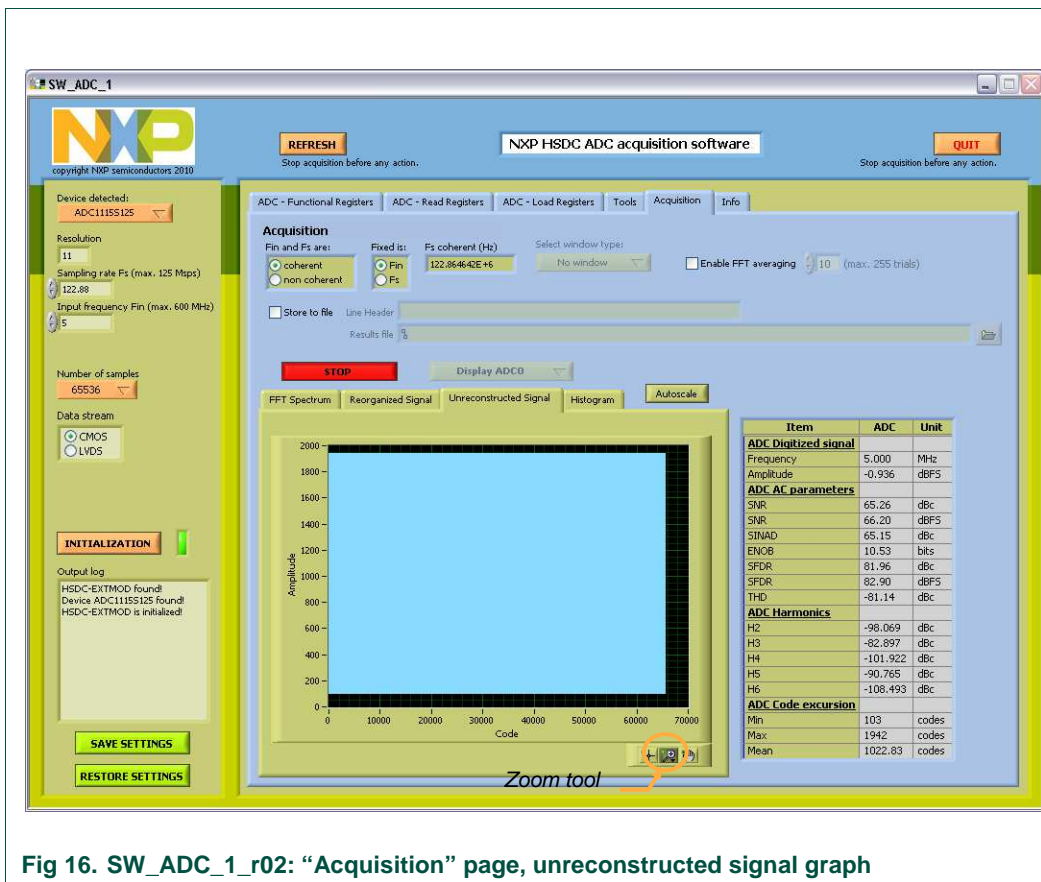 SW_ADC_1
NXP
copyright NXP semiconductors 2010
REFRESH
Stop acquisition before any action.
NXP HSDC ADC acquisition software
QUIT
Stop acquisition before any action.
Device detected:
ADC1115S125
Resolution
11
Sampling rate Fs (max. 125 Msps)
122.88
Input frequency Fin (max. 600 MHz)
5
Number of samples
65536
Data stream
CMOS
LVDS
INITIALIZATION
Output log
HSDC-EXTMOD found!
Device ADC1115S125 found!
HSDC-EXTMOD is initialized!
SAVE SETTINGS
RESTORE SETTINGS
ADC - Functional Registers ADC - Read Registers ADC - Load Registers Tools Acquisition Info
Acquisition
Fin and Fs are: Fixed is: Fs coherent (Hz) Select window type:
coherent Fin 122.864642E+6 No window Enable FFT averaging 10 (max. 255 trials)
non coherent Fs
Store to file Line Header
Results file
STOP Display ADC0
FFT Spectrum Reorganized Signal Unreconstructed Signal Histogram Autoscale
Amplitude
2000
1800
1600
1400
1200
1000
800
600
400
200
0
0 10000 20000 30000 40000 50000 60000 70000
Code
Zoom tool
Item ADC Unit
ADC Digitized signal
Frequency 5.000 MHz
Amplitude -0.936 dBFS
ADC AC parameters
SNR 65.26 dBc
SNR 66.20 dBFS
SINAD 65.15 dBc
ENOB 10.53 bits
SFDR 81.96 dBc
SFDR 82.90 dBFS
THD -81.14 dBc
ADC Harmonics
H2 -98.069 dBc
H3 -82.897 dBc
H4 -101.922 dBc
H5 -90.765 dBc
H6 -108.493 dBc
ADC Code excursion
Min 103 codes
Max 1942 codes
Mean 1022.83 codes
Fig 16. SW_ADC_1_r02: “Acquisition” page, unreconstructed signal graph